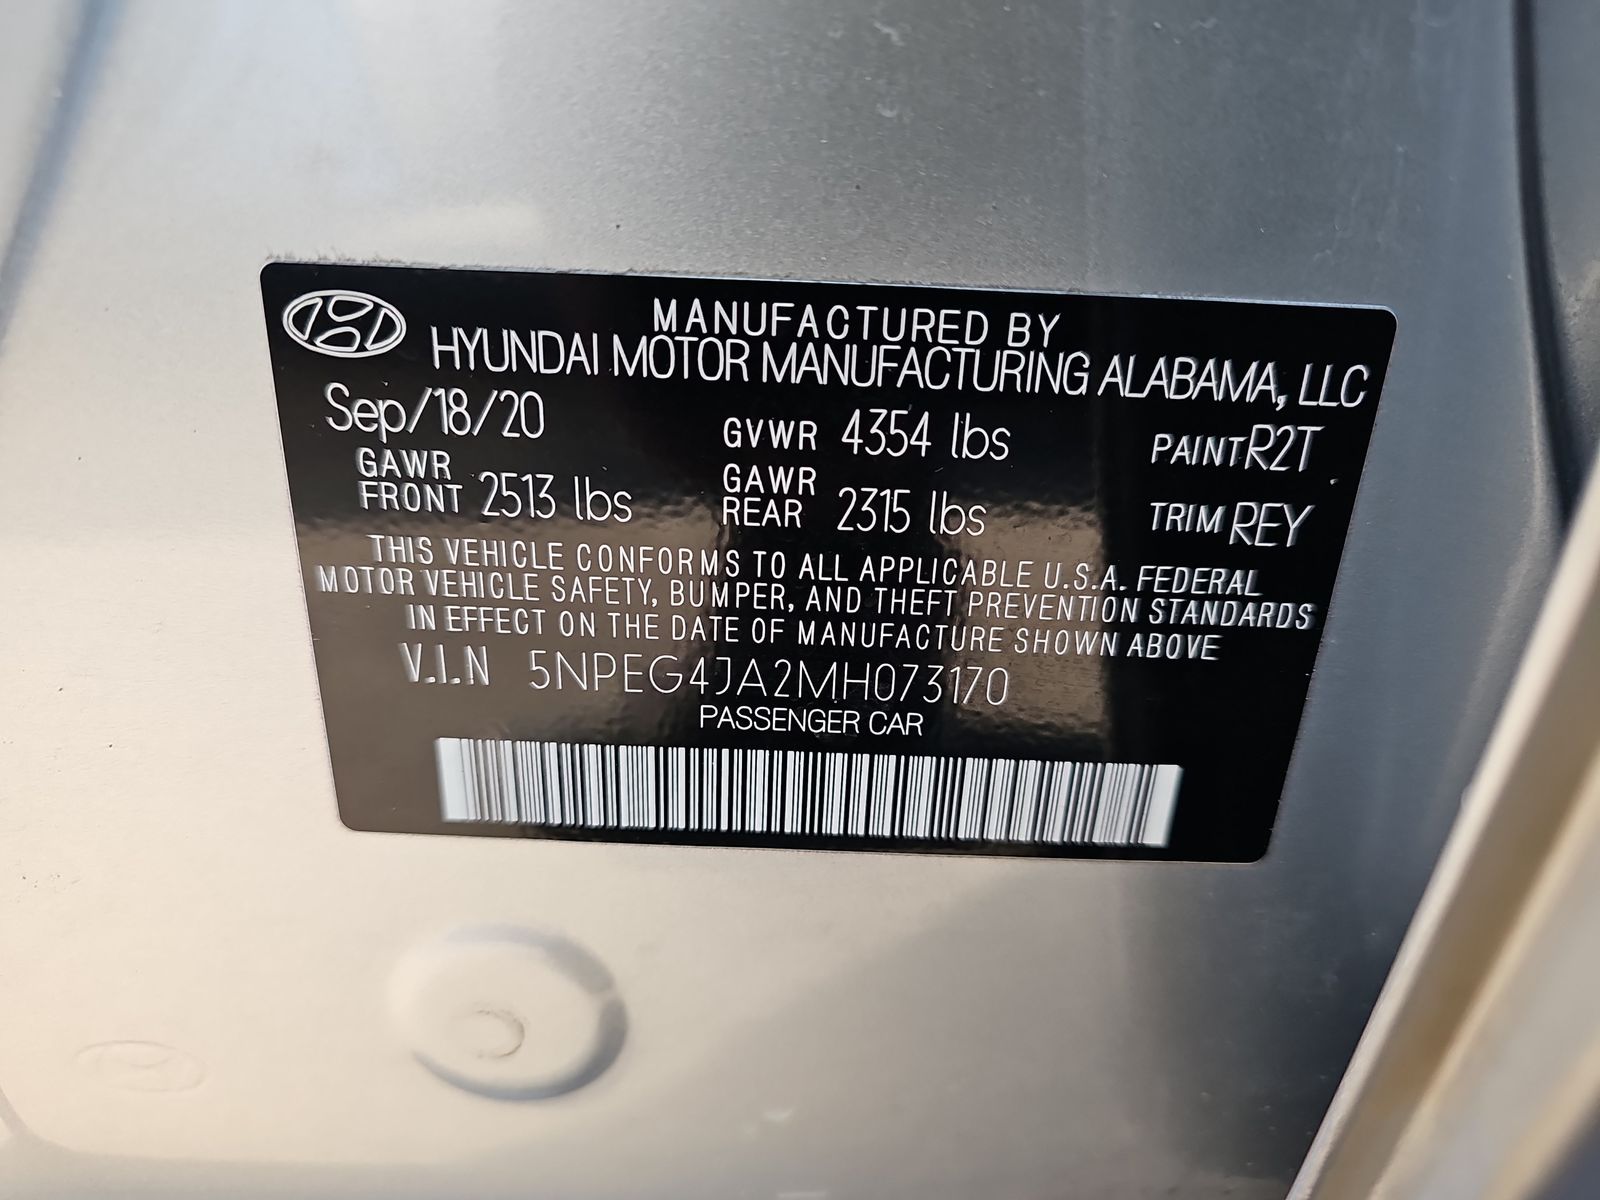 MANUFACTURED BY
HYUNDAI MOTOR MANUFACTURING ALABAMA, LLC
Sep/18/20 GVWR 4354 lbs PAINT R2T
GAWR FRONT 2513 lbs GAWR REAR 2315 lbs TRIM REY
THIS VEHICLE CONFORMS TO ALL APPLICABLE U.S.A. FEDERAL
MOTOR VEHICLE SAFETY, BUMPER, AND THEFT PREVENTION STANDARDS
IN EFFECT ON THE DATE OF MANUFACTURE SHOWN ABOVE
V.I.N 5NPEG4JA2MH073170
PASSENGER CAR